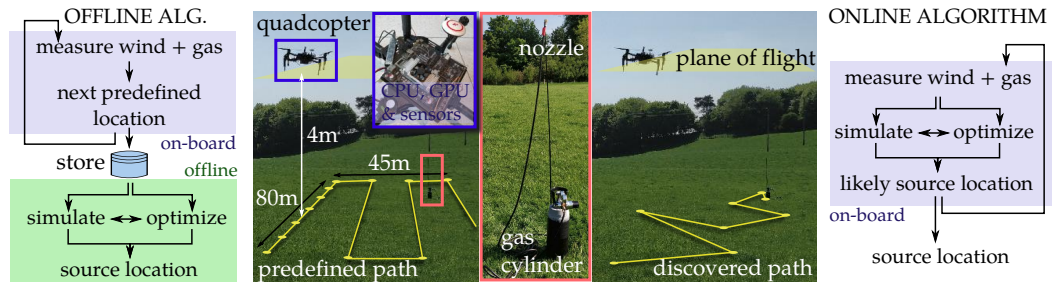 OFFLINE ALG.
measure wind + gas
next predefined
location
on-board
store
offline
simulate
optimize
source location
quadcopter
CPU, GPU
& sensors
4m
45m
80m
predefined path
nozzle
gas
cylinder
plane of flight
discovered path
ONLINE ALGORITHM
measure wind + gas
simulate
optimize
likely source location
on-board
source location